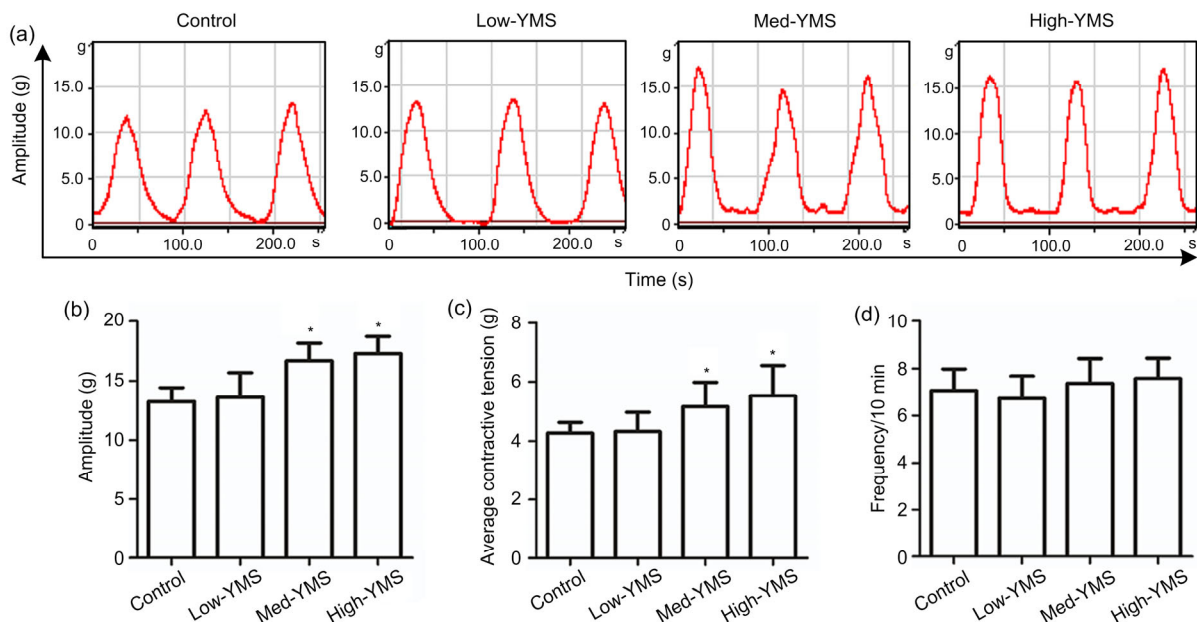 (a)
Control
Low-YMS
Med-YMS
High-YMS
Amplitude (g)
g
15.0
10.0
5.0
0
0
100.0
200.0
s
g
15.0
10.0
5.0
0
0
100.0
200.0
s
g
15.0
10.0
5.0
0
0
100.0
200.0
s
g
15.0
10.0
5.0
0
0
100.0
200.0
s
Time (s)
(b)
Amplitude (g)
20
15
10
5
0
*
*
Control
Low-YMS
Med-YMS
High-YMS
(c)
Average contractive tension (g)
8
6
4
2
0
*
*
Control
Low-YMS
Med-YMS
High-YMS
(d)
Frequency/10 min
10
8
6
4
2
0
Control
Low-YMS
Med-YMS
High-YMS